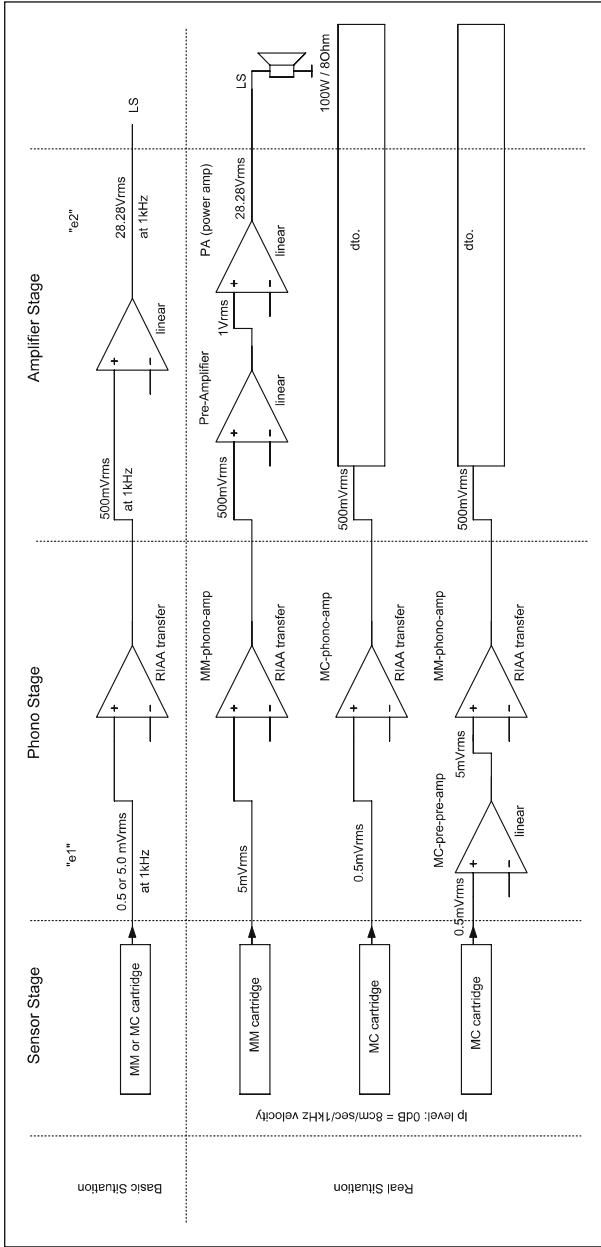 Sensor Stage
Phono Stage
Amplifier Stage
Basic Situation
"e1"
"e2"
MM or MC cartridge
0.5 or 5.0 mVrms
at 1kHz
+
-
RIAA transfer
500mVrms
at 1kHz
+
-
linear
28.28Vrms
at 1kHz
LS
Real Situation
lp level: 0dB = 8cm/sec/1kHz velocity
MM cartridge
5mVrms
MM-phono-amp
+
-
RIAA transfer
500mVrms
Pre-Amplifier
+
-
linear
1Vrms
PA (power amp)
+
-
linear
28.28Vrms
LS
100W / 8Ohm
MC cartridge
0.5mVrms
MC-phono-amp
+
-
RIAA transfer
500mVrms
dto.
MC cartridge
0.5mVrms
MC-pre-pre-amp
+
-
linear
5mVrms
MM-phono-amp
+
-
RIAA transfer
500mVrms
dto.